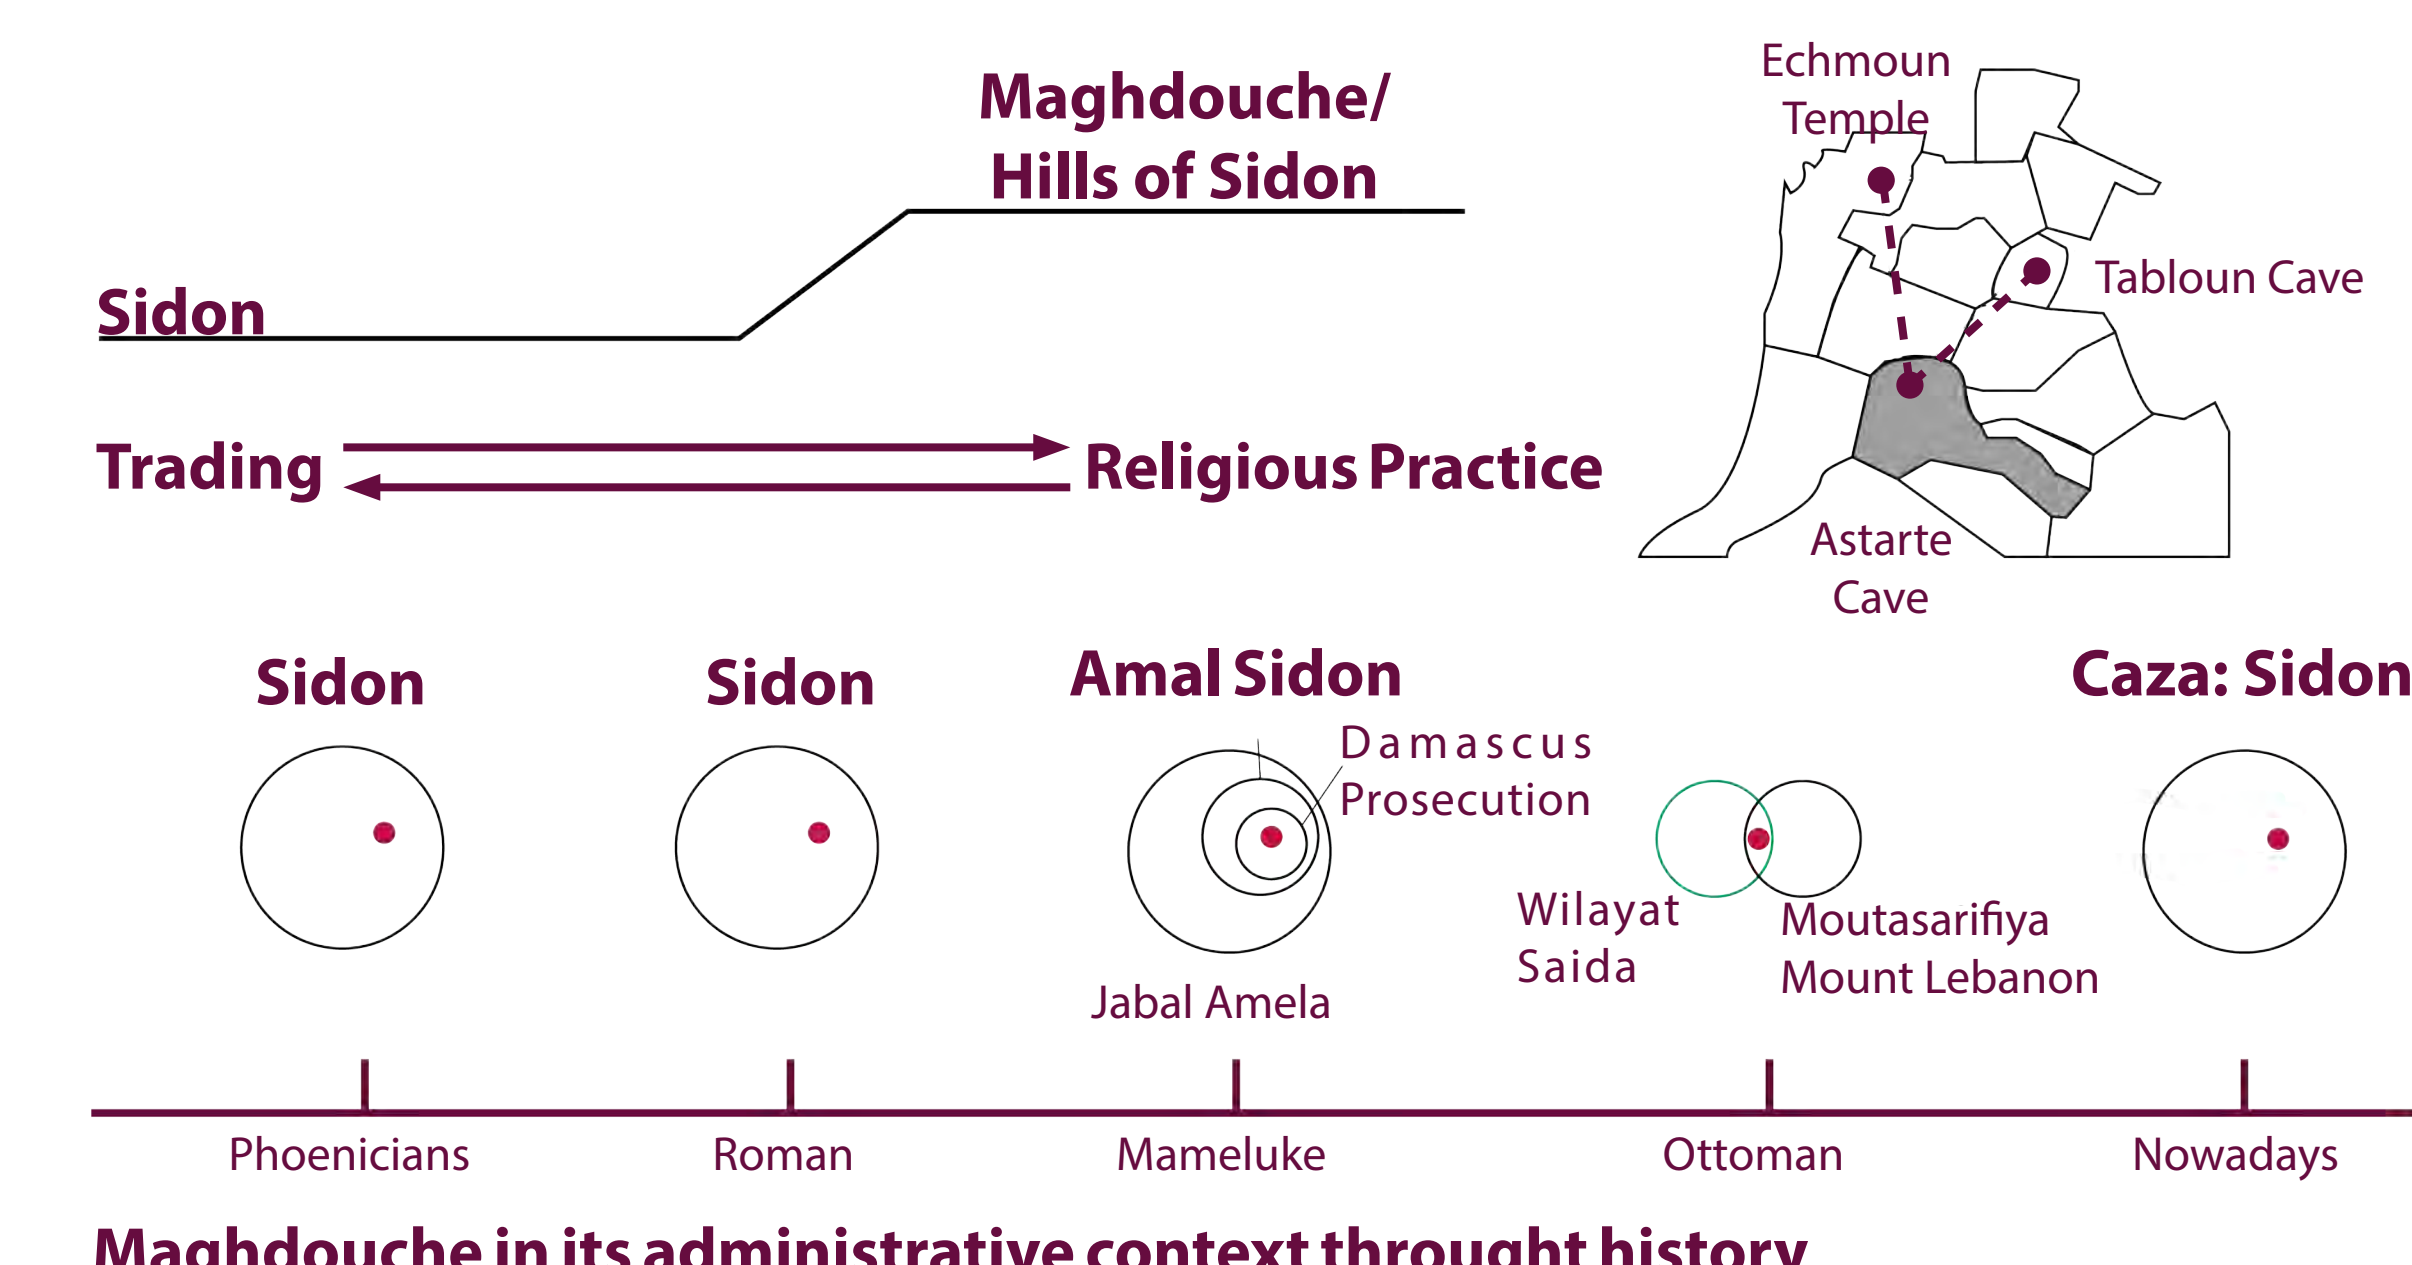 Maghdouche/
Hills of Sidon
Sidon
Trading
Religious Practice
Echmoun
Temple
Tabloun Cave
Astarte
Cave
Sidon
Sidon
Amal Sidon
Caza: Sidon
Damascus
Prosecution
Jabal Amela
Wilayat
Saida
Moutasarifiya
Mount Lebanon
Phoenicians
Roman
Mameluke
Ottoman
Nowadays
Maghdouche in its administrative context throught history